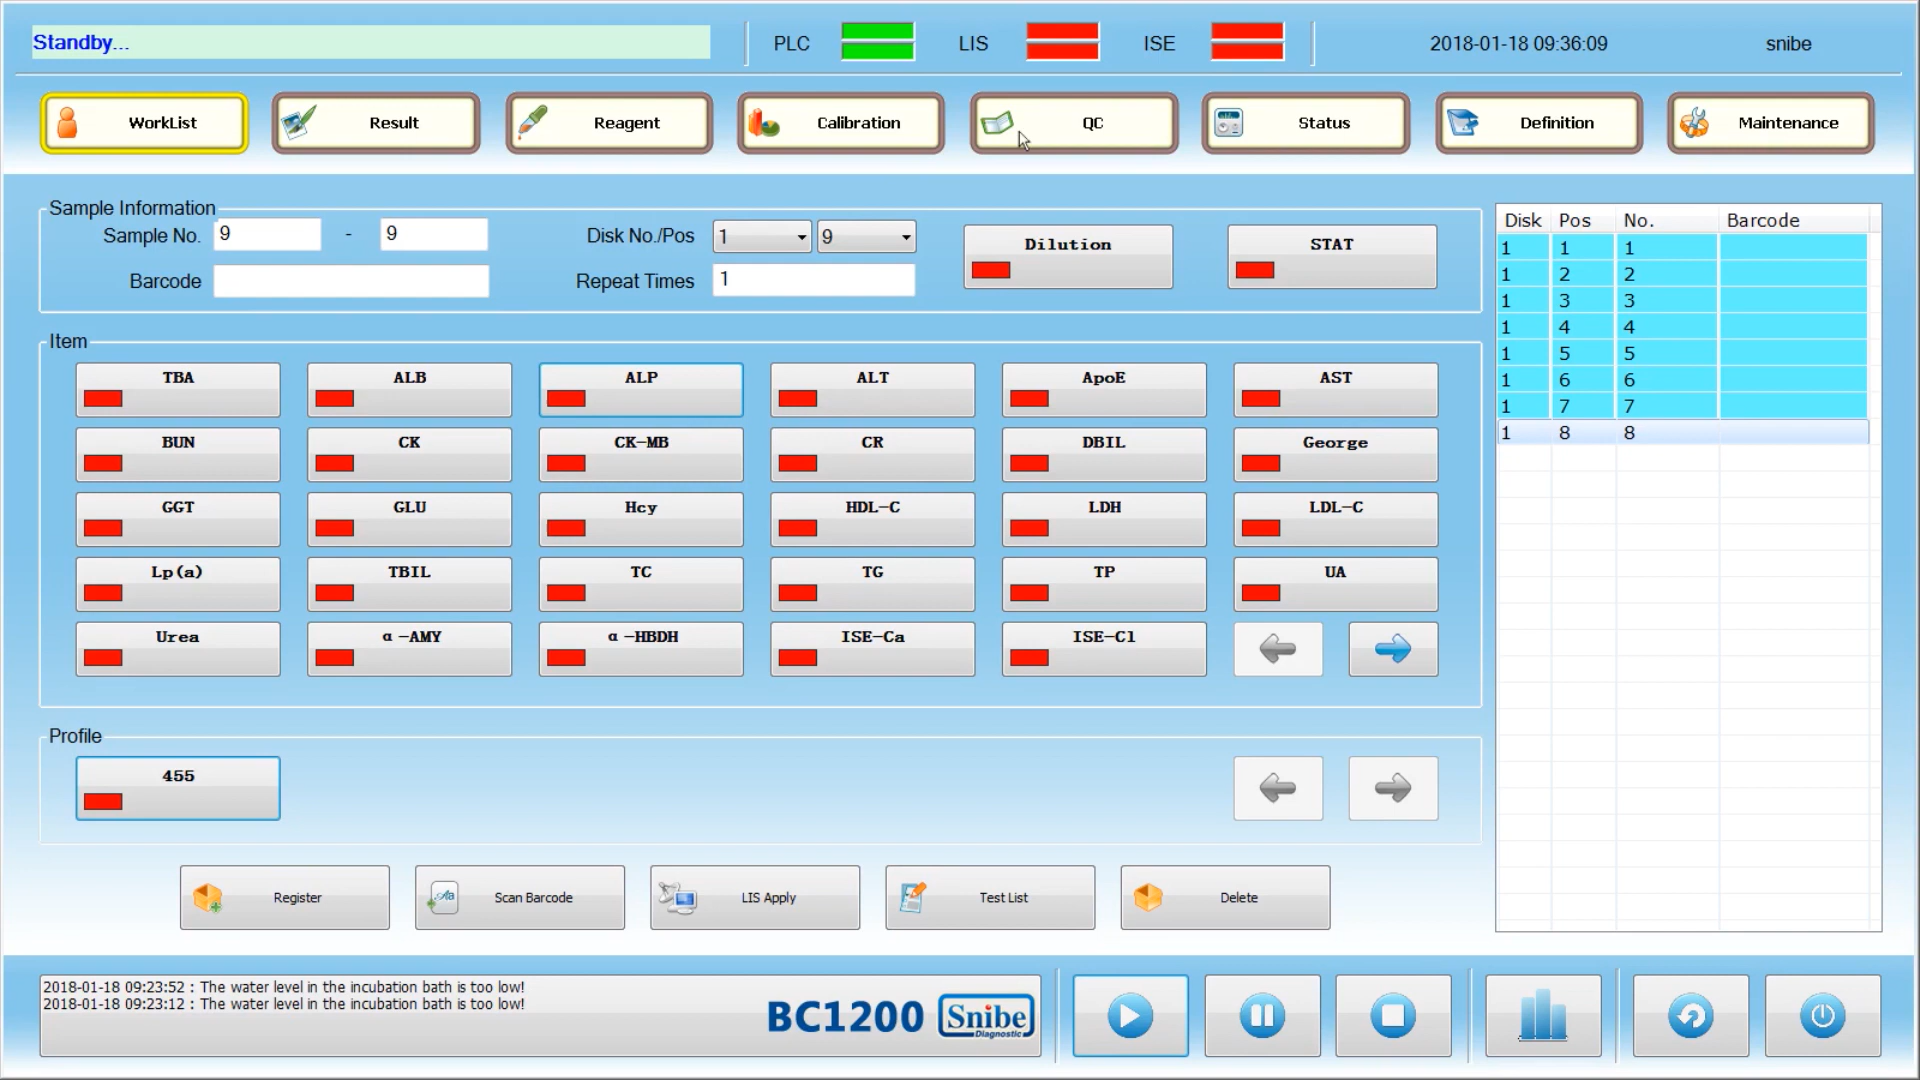 Standby...
PLC
LIS
ISE
2018-01-18 09:36:09
snibe
WorkList
Result
Reagent
Calibration
QC
Status
Definition
Maintenance
Sample Information
Sample No. 9 - 9
Disk No./Pos 1 9
Barcode
Repeat Times 1
Dilution
STAT
Item
TBA ALB ALP ALT ApoE AST
BUN CK CK-MB CR DBIL George
GGT GLU Hcy HDL-C LDH LDL-C
Lp(a) TBIL TC TG TP UA
Urea α-AMY α-HBDH ISE-Ca ISE-Cl
Profile
455
Register
Scan Barcode
LIS Apply
Test List
Delete
Disk Pos No. Barcode
1 1 1
1 2 2
1 3 3
1 4 4
1 5 5
1 6 6
1 7 7
1 8 8
2018-01-18 09:23:52 : The water level in the incubation bath is too low!
2018-01-18 09:23:12 : The water level in the incubation bath is too low!
BC1200
Snibe
Diagnostic